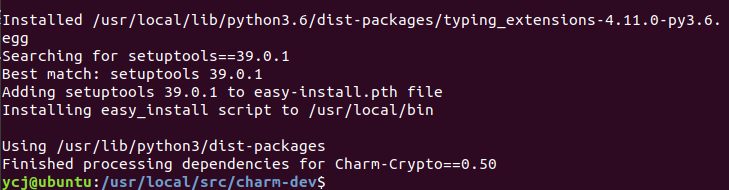 Installed /usr/local/lib/python3.6/dist-packages/typing_extensions-4.11.0-py3.6.
egg
Searching for setuptools==39.0.1
Best match: setuptools 39.0.1
Adding setuptools 39.0.1 to easy-install.pth file
Installing easy_install script to /usr/local/bin
Using /usr/lib/python3/dist-packages
Finished processing dependencies for Charm-Crypto==0.50
ycj@ubuntu:/usr/local/src/charm-dev$